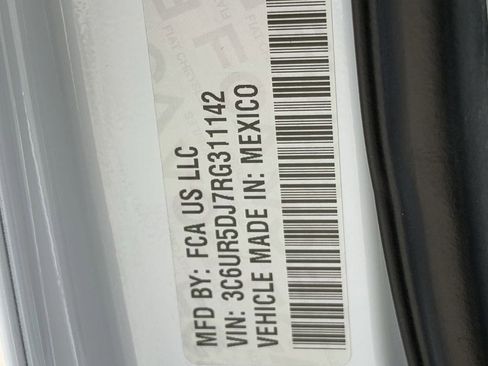 MFD BY: FCA US LLC
VIN: 3C6UR5DJ7RG311142
VEHICLE MADE IN: MEXICO